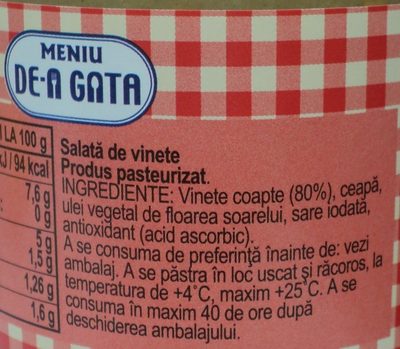 MENIU
DE-A GATA
LA 100 g
kJ / 94 kcal
7,6 g
0 g
5 g
1,5 g
1,26 g
1,6 g
Salată de vinete
Produs pasteurizat.
INGREDIENTE: Vinete coapte (80%), ceapă,
ulei vegetal de floarea soarelui, sare iodată,
antioxidant (acid ascorbic).
A se consuma de preferinţă înainte de: vezi
ambalaj. A se păstra în loc uscat şi răcoros, la
temperatura de +4°C, maxim +25°C. A se
consuma în maxim 40 de ore după
deschiderea ambalajului.